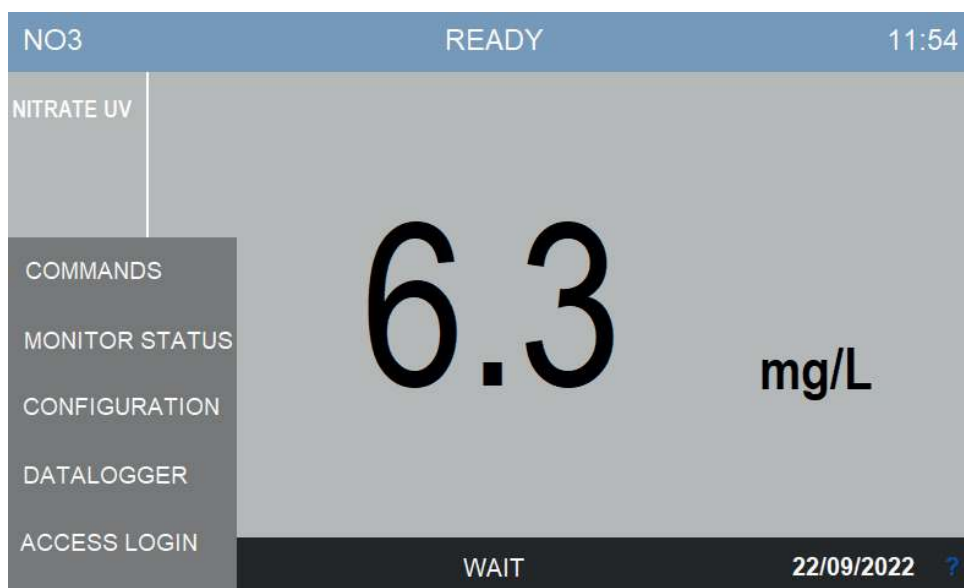 NO3 READY 11:54
NITRATE UV
6.3 mg/L
COMMANDS
MONITOR STATUS
CONFIGURATION
DATALOGGER
ACCESS LOGIN
WAIT 22/09/2022 ?